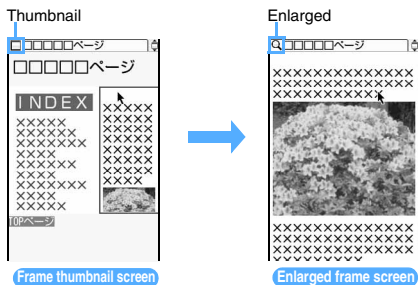 Thumbnail
□□□□□ページ
□□□□□ページ
INDEX
×××××
××××××
×××××××
××××
××××××
××××
×××××××
××××
×××××
TOPページ
×××××
×××××
×××××
×××××
×××××
×××××
××××
Frame thumbnail screen
Enlarged
□□□□□ページ
×××××××××××××
×××××××××××××
××××××××××
×××××××××××××
×××××××××××××
×××××××××
Enlarged frame screen